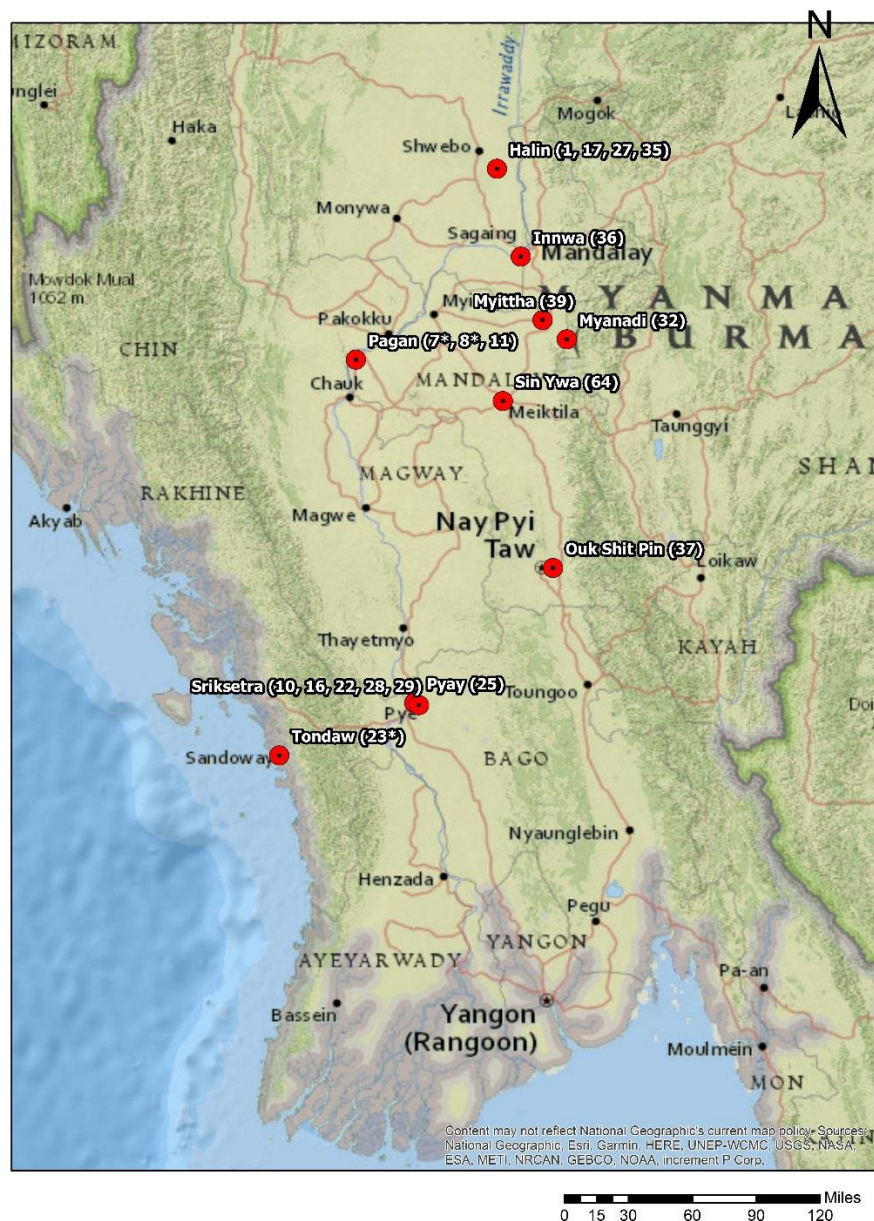 N
MIZORAM
unglei
Irrawaddy
Mogok
Lashio
Haka
Shwebo
Halin (1, 17, 27, 35)
Monywa
Sagaing
Innwa (36)
Mandalay
Mowdok Mual
1052 m
Myittha (39)
MYANMA
Myi
Pakokku
Myanadi (32)
BURMA
Pagan (7*, 8*, 11)
CHIN
MANDALAY
Chauk
Sin Ywa (64)
Meiktila
Taunggyi
MAGWAY
SHAN
RAKHINE
Akyab
Magwe
Nay Pyi
Taw
Ouk Shit Pin (37)
Loikaw
Thayetmyo
KAYAH
Sriksetra (10, 16, 22, 28, 29)
Pyay (25)
Toungoo
Pye
Doi
Tondaw (23*)
Sandoway
BAGO
Nyaunglebin
Henzada
Pegu
YANGON
AYEYARWADY
Pa-an
Bassein
Yangon
(Rangoon)
Moulmein
MON
Content may not reflect National Geographic's current map policy. Sources:
National Geographic, Esri, Garmin, HERE, UNEP-WCMC, USGS, NASA,
ESA, METI, NRCAN, GEBCO, NOAA, increment P Corp.
Miles
0 15 30 60 90 120